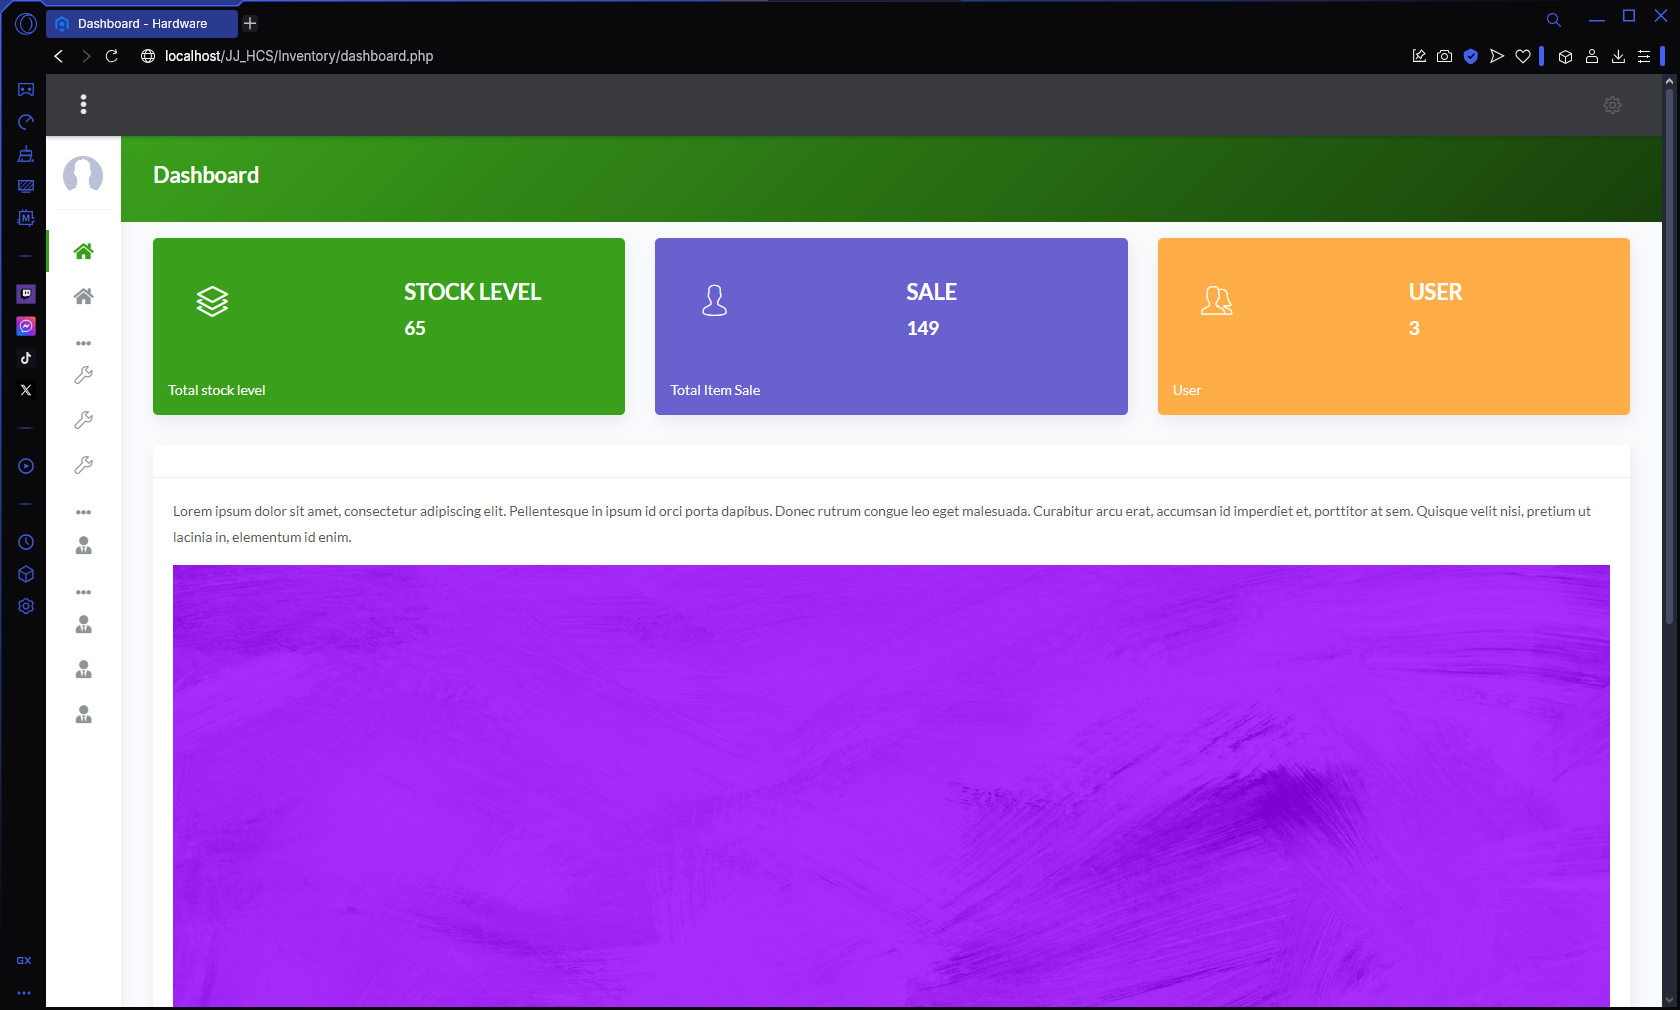 Dashboard - Hardware
localhost/JJ_HCS/Inventory/dashboard.php
Dashboard
STOCK LEVEL
65
Total stock level
SALE
149
Total Item Sale
USER
3
User
Lorem ipsum dolor sit amet, consectetur adipiscing elit. Pellentesque in ipsum id orci porta dapibus. Donec rutrum congue leo eget malesuada. Curabitur arcu erat, accumsan id imperdiet et, porttitor at sem. Quisque velit nisi, pretium ut
lacinia in, elementum id enim.
M
GX